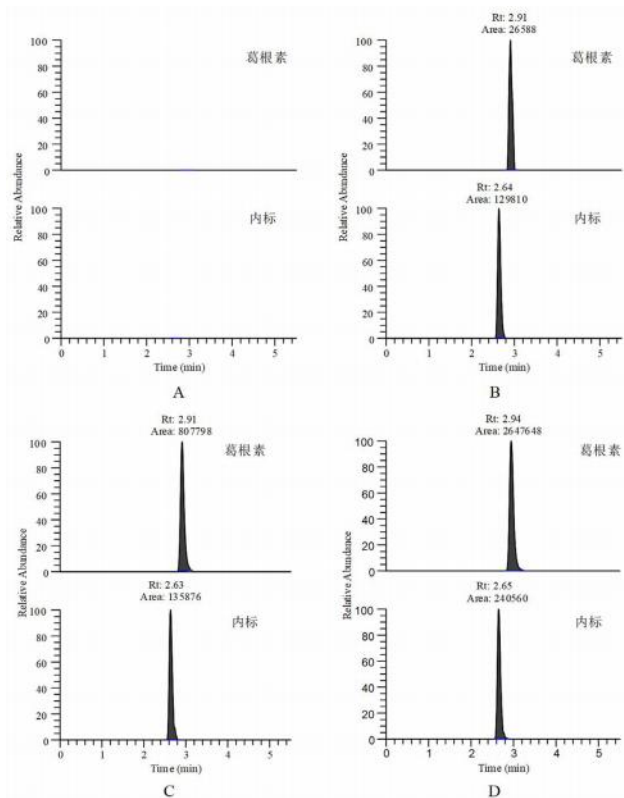 100
80
60
40
20
0
葛根素
Relative Abundance
100
80
60
40
20
0
内标
0 1 2 3 4 5
Time (min)
A
Rt: 2.91
Area: 26588
100
80
60
40
20
0
葛根素
Rt: 2.64
Area: 129810
100
80
60
40
20
0
内标
Relative Abundance
0 1 2 3 4 5
Time (min)
B
Rt: 2.91
Area: 807798
100
80
60
40
20
0
葛根素
Relative Abundance
Rt: 2.63
Area: 135876
100
80
60
40
20
0
内标
0 1 2 3 4 5
Time (min)
C
Rt: 2.94
Area: 2647648
100
80
60
40
20
0
葛根素
Relative Abundance
Rt: 2.65
Area: 240560
100
80
60
40
20
0
内标
0 1 2 3 4 5
Time (min)
D